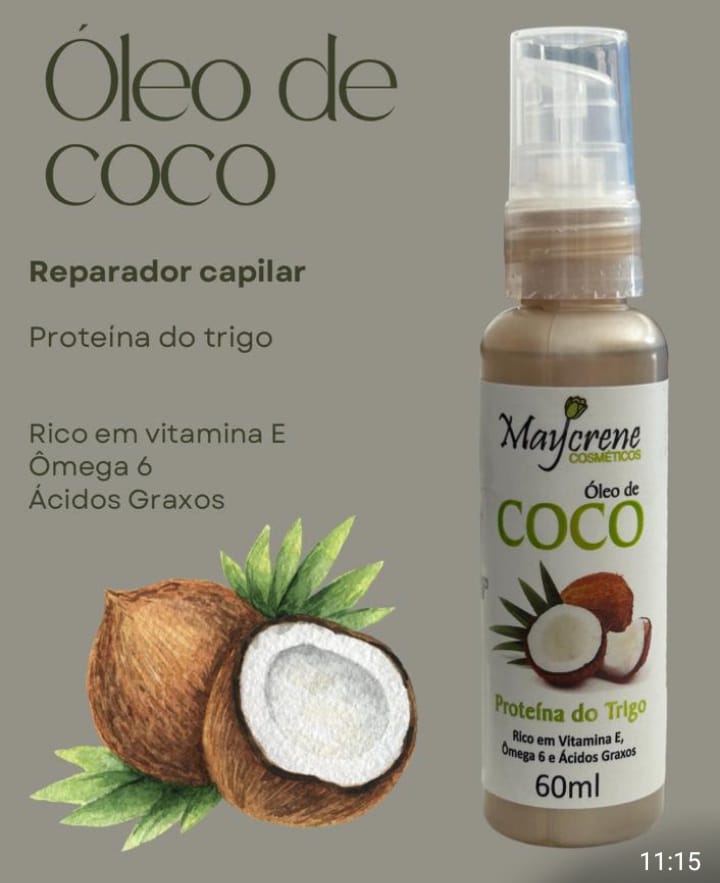 Óleo de
coco
Reparador capilar
Proteína do trigo
Rico em vitamina E
Ômega 6
Ácidos Graxos
Maycrene
COSMÉTICOS
Óleo de
COCO
Proteína do Trigo
Rico em Vitamina E,
Ômega 6 e Ácidos Graxos
60ml
11:15